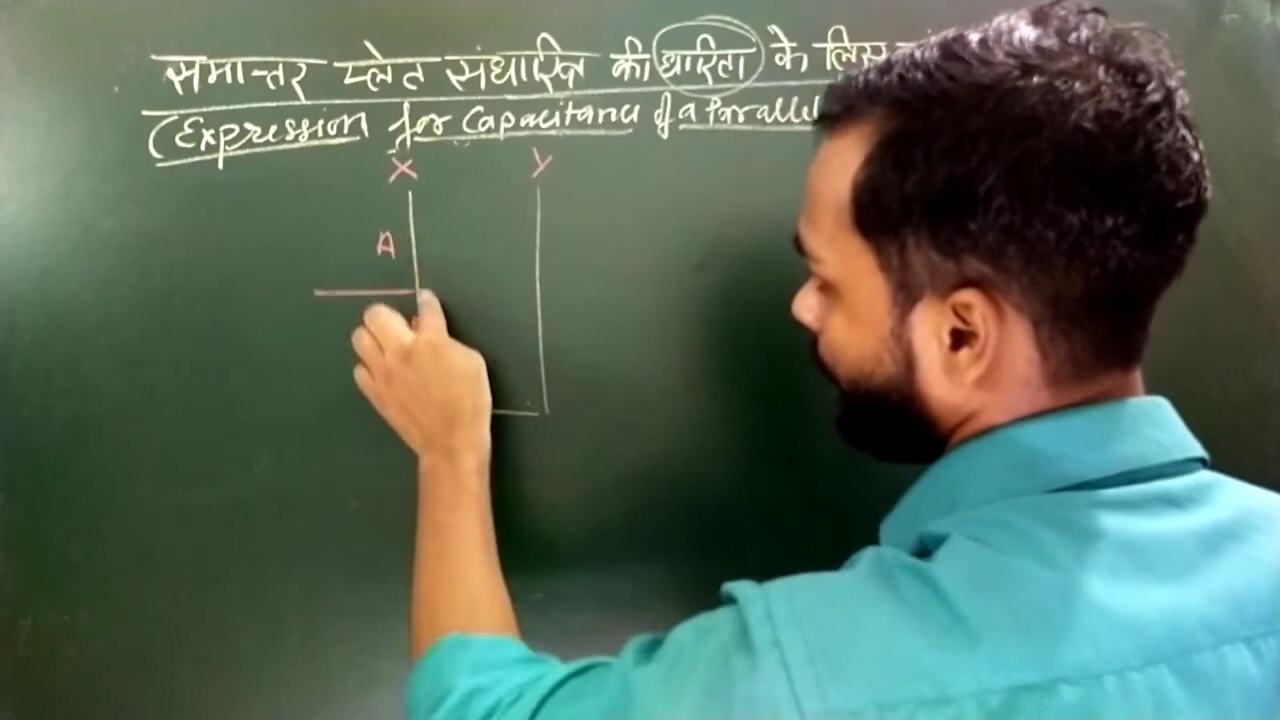 समान्तर प्लेट संधारित्र की धारिता के लिए
(Expression for Capacitance of a Parallel
X Y
A